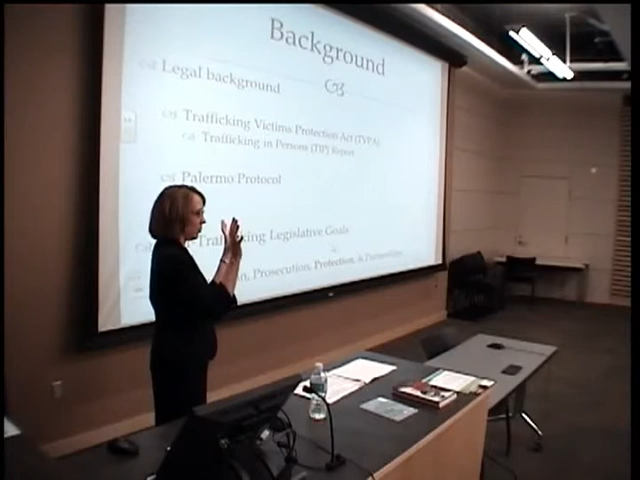 Background
Legal background
Trafficking Victims Protection Act (TVPA)
Trafficking in Persons (TIP) Report
Palermo Protocol
Trafficking Legislative Goals
Prosecution, Protection, &